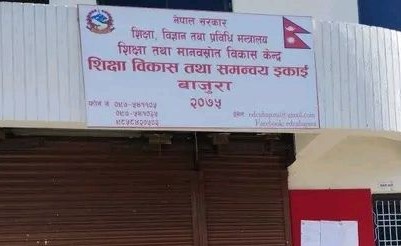 नेपाल सरकार
शिक्षा, विज्ञान तथा प्रविधि मन्त्रालय
शिक्षा तथा मानवस्रोत विकास केन्द्र
शिक्षा विकास तथा समन्वय इकाई
बाजुरा
२०७५
फोन नं